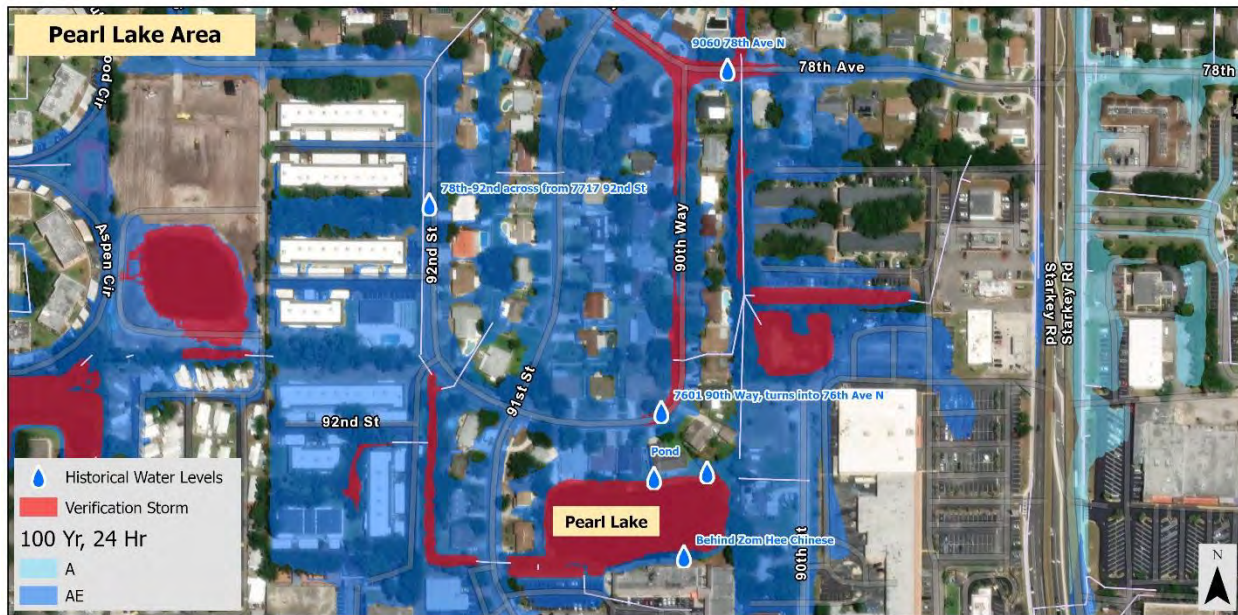 Pearl Lake Area
9060 78th Ave N
78th Ave
78th
Aspen Cir
78th-92nd across from 7717 92nd St
92nd St
90th Way
Starkey Rd
Starkey Rd
91st St
7601 90th Way, turns into 76th Ave N
92nd St
Pond
Pearl Lake
Behind Zom Hee Chinese
90th t
Historical Water Levels
Verification Storm
100 Yr, 24 Hr
A
AE
N